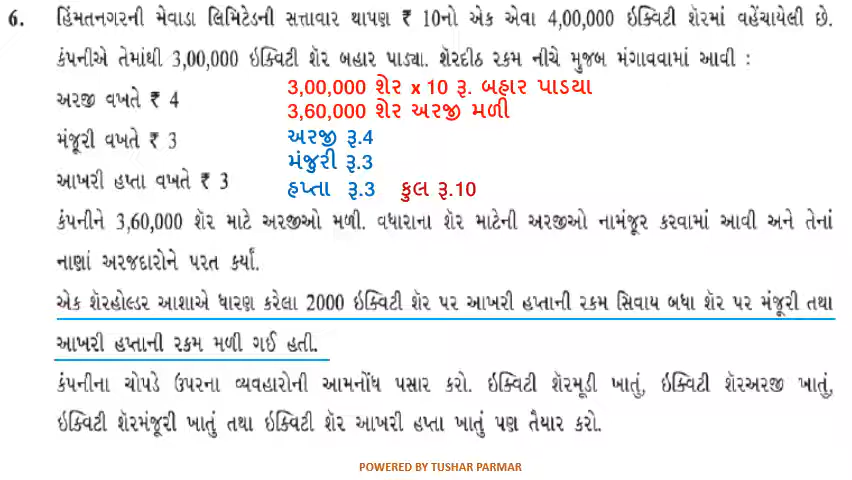 6. હિંમતનગરની મેવાડા લિમિટેડની સત્તાવાર થાપણ ₹ 10નો એક એવા 4,00,000 ઇક્વિટી શૅરમાં વહેંચાયેલી છે.
કંપનીએ તેમાંથી 3,00,000 ઇક્વિટી શૅર બહાર પાડ્યા. શૅરદીઠ રકમ નીચે મુજબ મંગાવવામાં આવી :
3,00,000 શેર x 10 રૂ. બહાર પાડયા
અરજી વખતે ₹ 4
3,60,000 શેર અરજી મળી
અરજી રૂ.4
મંજૂરી વખતે ₹ 3
મંજુરી રૂ.3
આખરી હપ્તા વખતે ₹ 3
હપ્તા રૂ.3 કુલ રૂ.10
કંપનીને 3,60,000 શૅર માટે અરજીઓ મળી. વધારાના શૅર માટેની અરજીઓ નામંજૂર કરવામાં આવી અને તેનાં
નાણાં અરજદારોને પરત કર્યાં.
એક શૅરહોલ્ડર આશાએ ધારણ કરેલા 2000 ઇક્વિટી શૅર પર આખરી હપ્તાની રકમ સિવાય બધા શૅર પર મંજૂરી તથા
આખરી હપ્તાની રકમ મળી ગઈ હતી.
કંપનીના ચોપડે ઉપરના વ્યવહારોની આમનોંધ પસાર કરો. ઇક્વિટી શૅરમૂડી ખાતું, ઇક્વિટી શૅરઅરજી ખાતું,
ઇક્વિટી શૅરમંજૂરી ખાતું તથા ઇક્વિટી શૅર આખરી હપ્તા ખાતું પણ તૈયાર કરો.
POWERED BY TUSHAR PARMAR